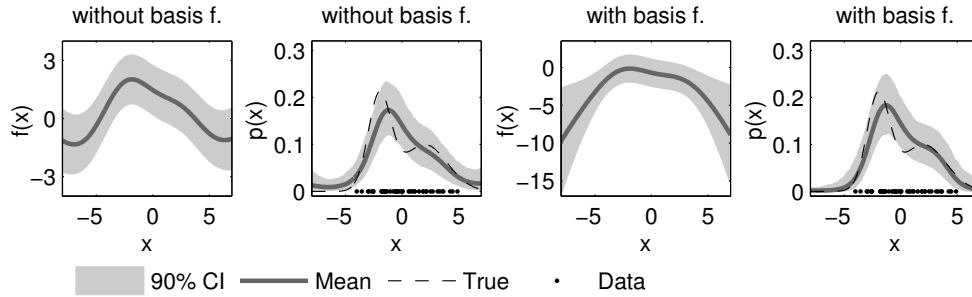 without basis f. without basis f. with basis f. with basis f.
f(x) 3 0 −3 −5 0 5 x
p(x) 0.3 0.2 0.1 0 −5 0 5 x
f(x) 0 −5 −10 −15 −5 0 5 x
p(x) 0.3 0.2 0.1 0 −5 0 5 x
90% CI Mean True Data